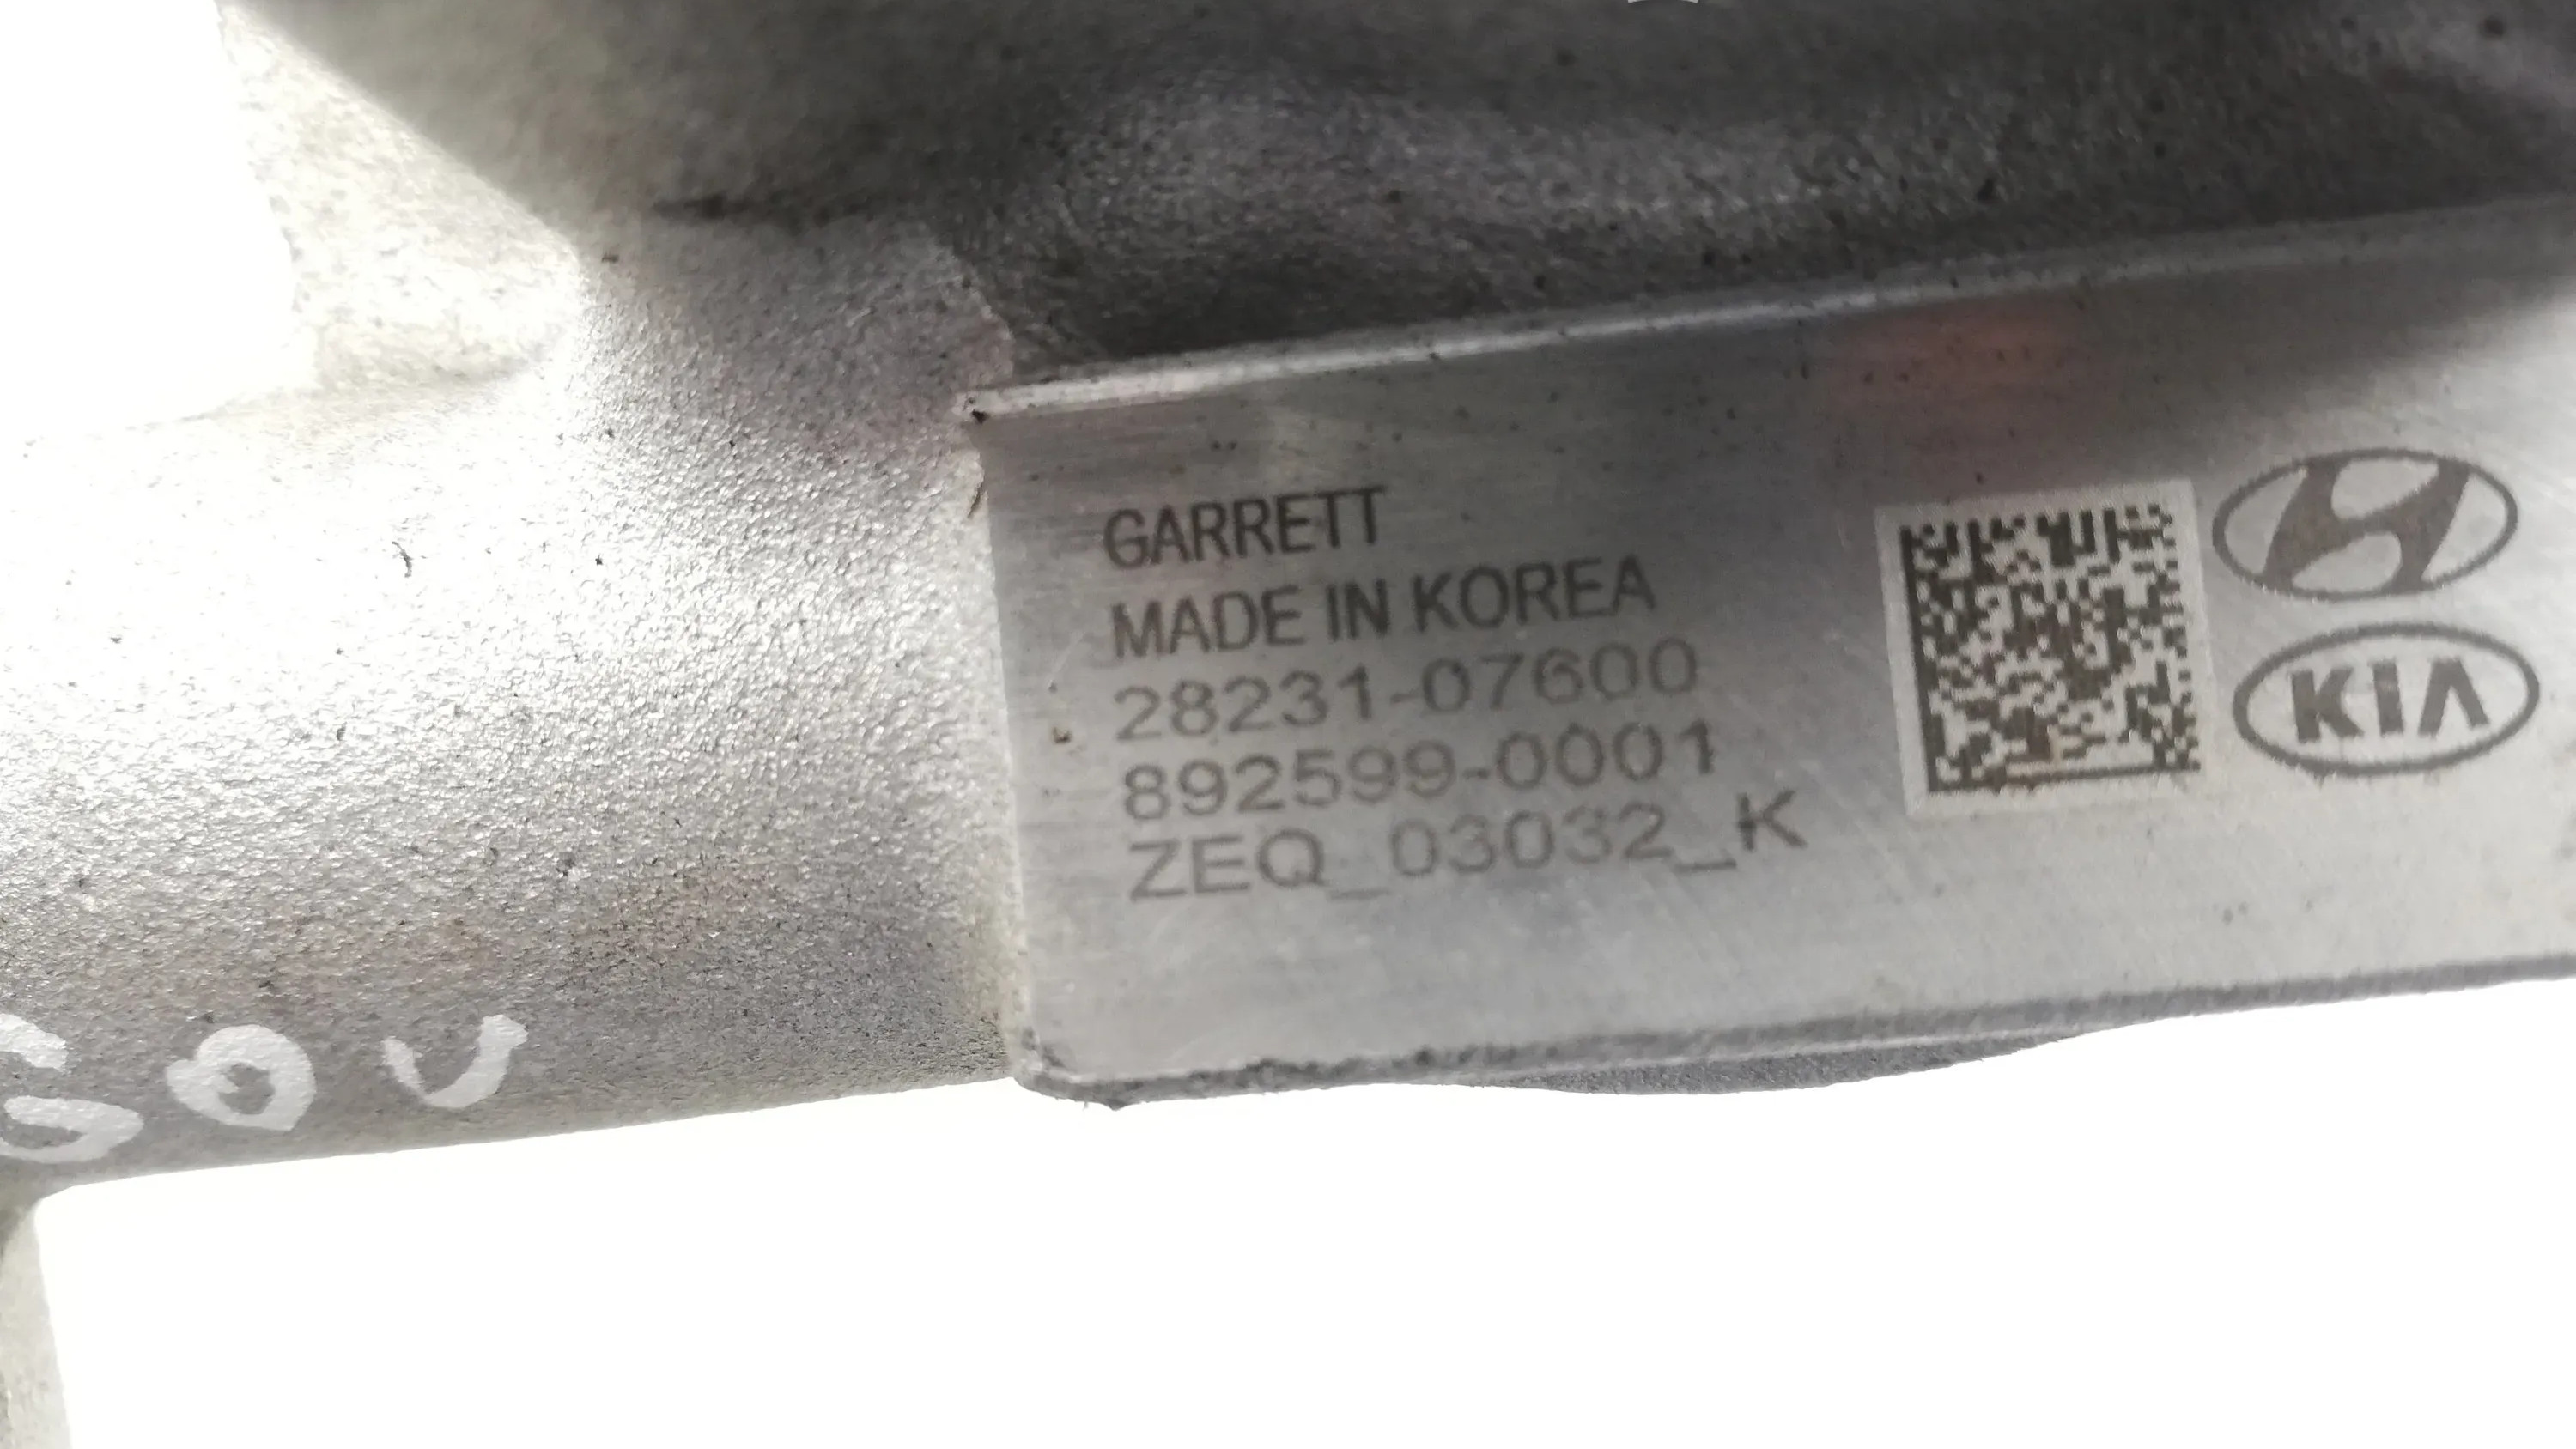 GARRETT
MADE IN KOREA
28231-07600
892599-0001
ZEQ_03032_K
KIA